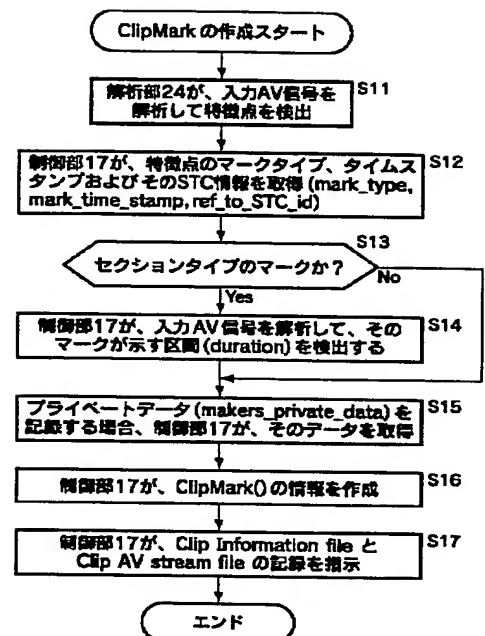 ClipMark の作成スタート
S11
解析部24が、入力AV信号を
解析して特徴点を検出
S12
制御部17が、特徴点のマークタイプ、タイムス
タンプおよびそのSTC情報を取得 (mark_type,
mark_time_stamp, ref_to_STC_id)
S13
セクションタイプのマークか？
No
Yes
S14
制御部17が、入力AV信号を解析して、その
マークが示す区間 (duration) を検出する
S15
プライベートデータ (makers_private_data) を
記録する場合、制御部17が、そのデータを取得
S16
制御部17が、ClipMark()の情報を作成
S17
制御部17が、Clip Information file と
Clip AV stream file の記録を指示
エンド